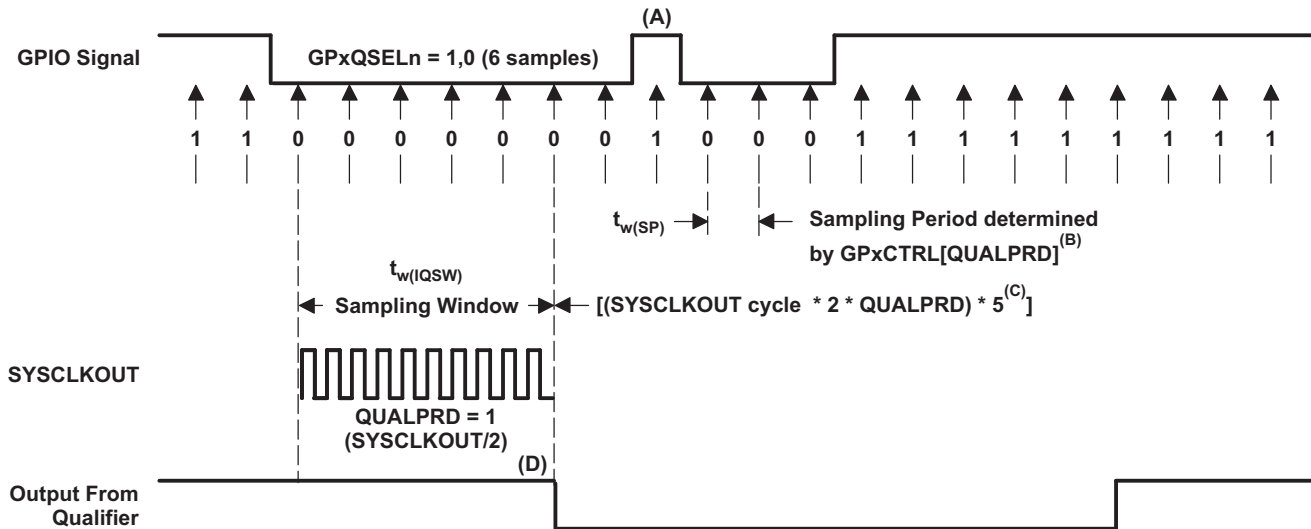 (A)
GPIO Signal
GPxQSELn = 1,0 (6 samples)
1 1 0 0 0 0 0 0 0 1 0 0 0 1 1 1 1 1 1 1 1 1
tw(SP)
Sampling Period determined
by GPxCTRL[QUALPRD](B)
tw(IQSW)
Sampling Window
[(SYSCLKOUT cycle * 2 * QUALPRD) * 5(C)]
SYSCLKOUT
QUALPRD = 1
(SYSCLKOUT/2)
(D)
Output From
Qualifier